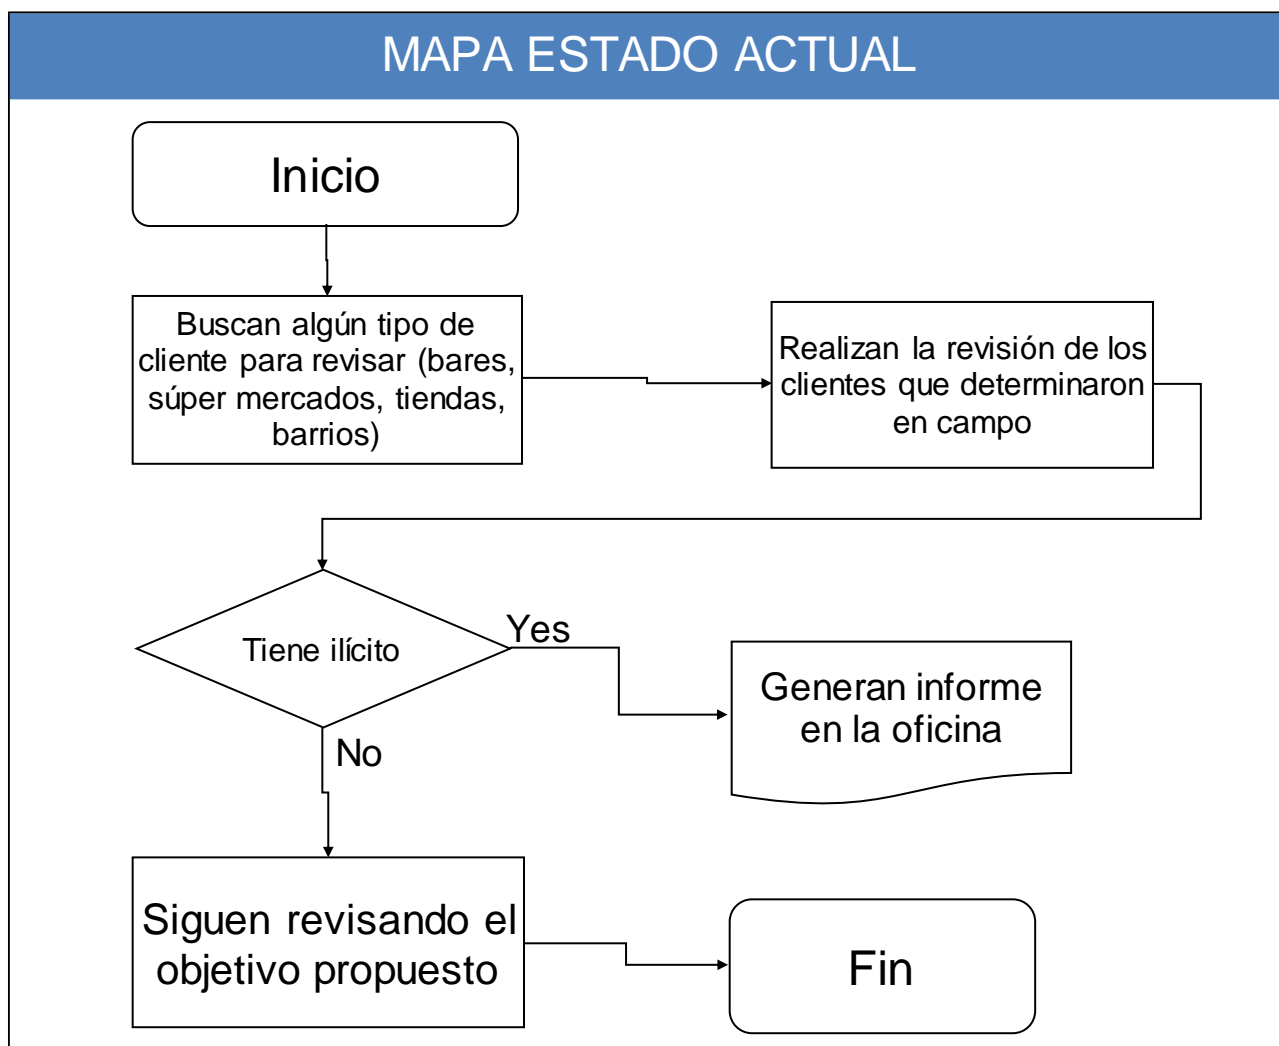 MAPA ESTADO ACTUAL
Inicio
Buscan algún tipo de
cliente para revisar (bares,
súper mercados, tiendas,
barrios)
Realizan la revisión de los
clientes que determinaron
en campo
Tiene ilícito
Yes
No
Generan informe
en la oficina
Siguen revisando el
objetivo propuesto
Fin